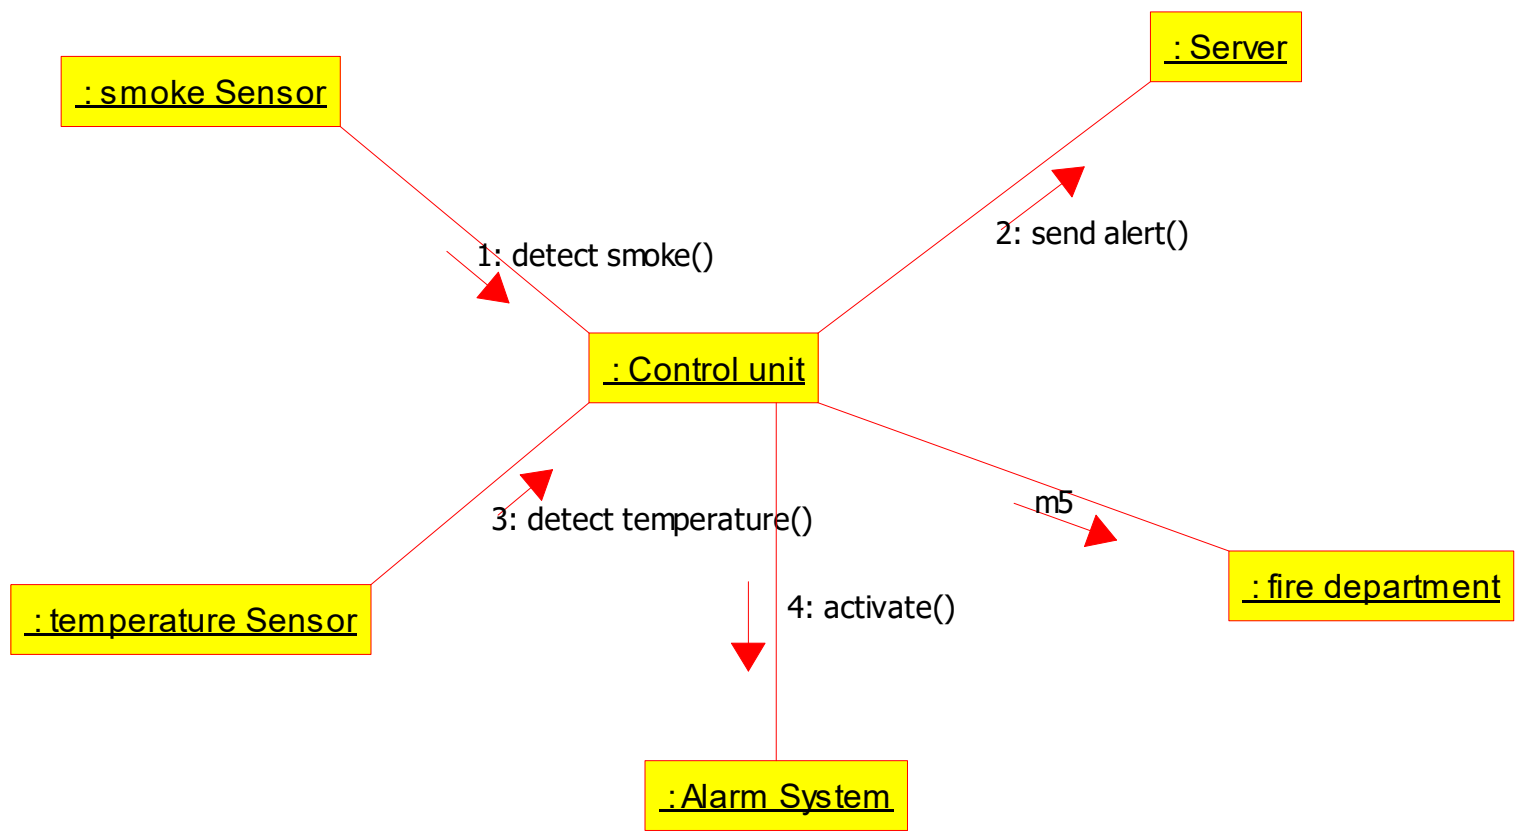 : Server
: smoke Sensor
2: send alert()
1: detect smoke()
: Control unit
m5
3: detect temperature()
: fire department
4: activate()
: temperature Sensor
: Alarm System